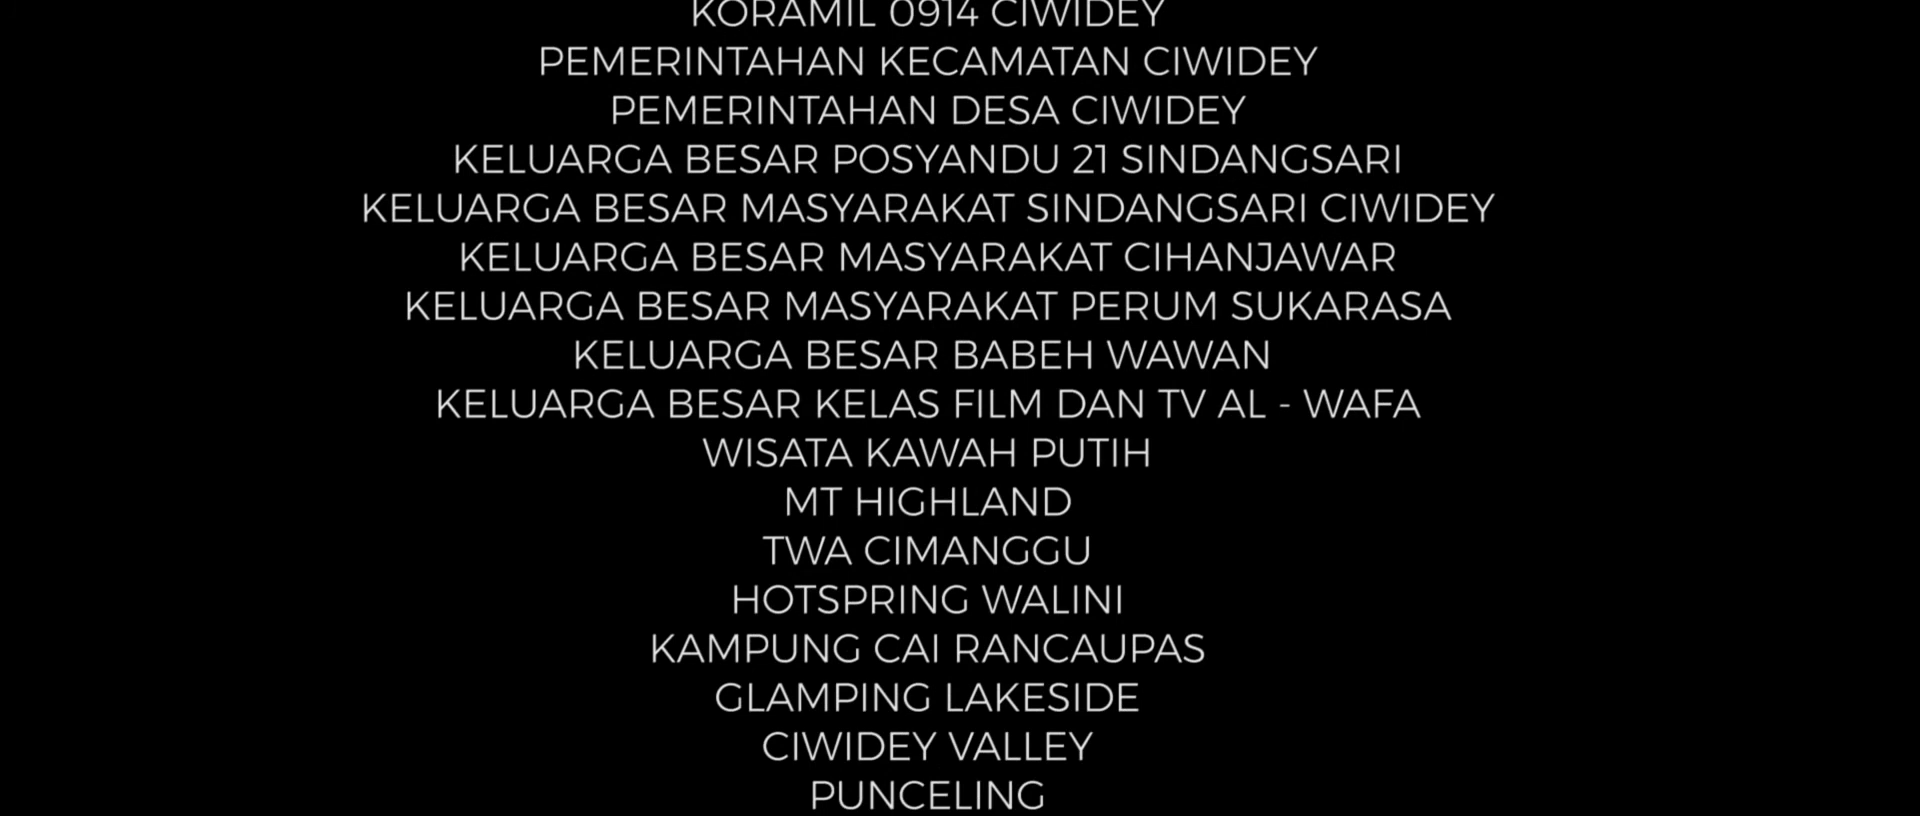 KORAMIL 0914 CIWIDEY
PEMERINTAHAN KECAMATAN CIWIDEY
PEMERINTAHAN DESA CIWIDEY
KELUARGA BESAR POSYANDU 21 SINDANGSARI
KELUARGA BESAR MASYARAKAT SINDANGSARI CIWIDEY
KELUARGA BESAR MASYARAKAT CIHANJAWAR
KELUARGA BESAR MASYARAKAT PERUM SUKARASA
KELUARGA BESAR BABEH WAWAN
KELUARGA BESAR KELAS FILM DAN TV AL - WAFA
WISATA KAWAH PUTIH
MT HIGHLAND
TWA CIMANGGU
HOTSPRING WALINI
KAMPUNG CAI RANCAUPAS
GLAMPING LAKESIDE
CIWIDEY VALLEY
PUNCELING